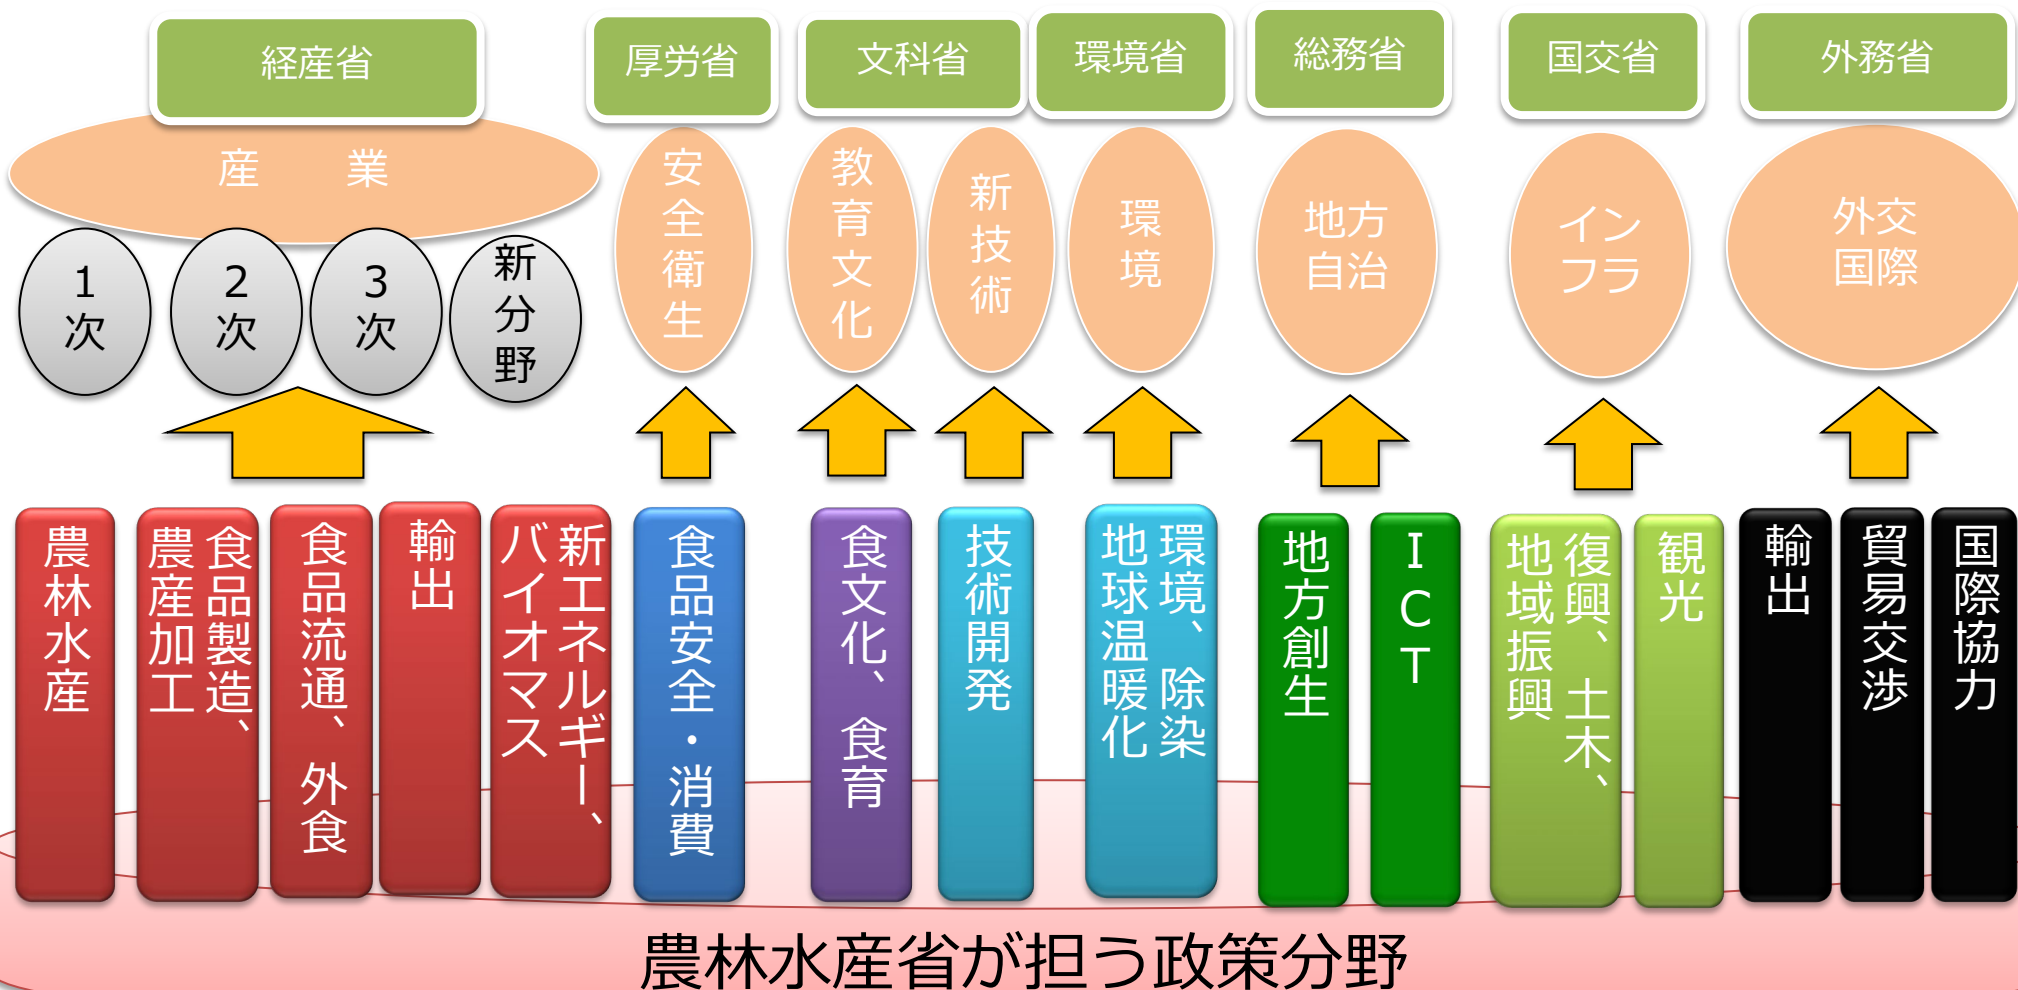 経産省
厚労省
文科省
環境省
総務省
国交省
外務省
産　業
1次
2次
3次
新分野
安全衛生
教育文化
新技術
環境
地方
自治
イン
フラ
外交
国際
農林水産
食品製造、
農産加工
食品流通、外食
輸出
新エネルギー、
バイオマス
食品安全・消費
食文化、食育
技術開発
環境、除染
地球温暖化
地方創生
ICT
復興、土木、
地域振興
観光
輸出
貿易交渉
国際協力
農林水産省が担う政策分野